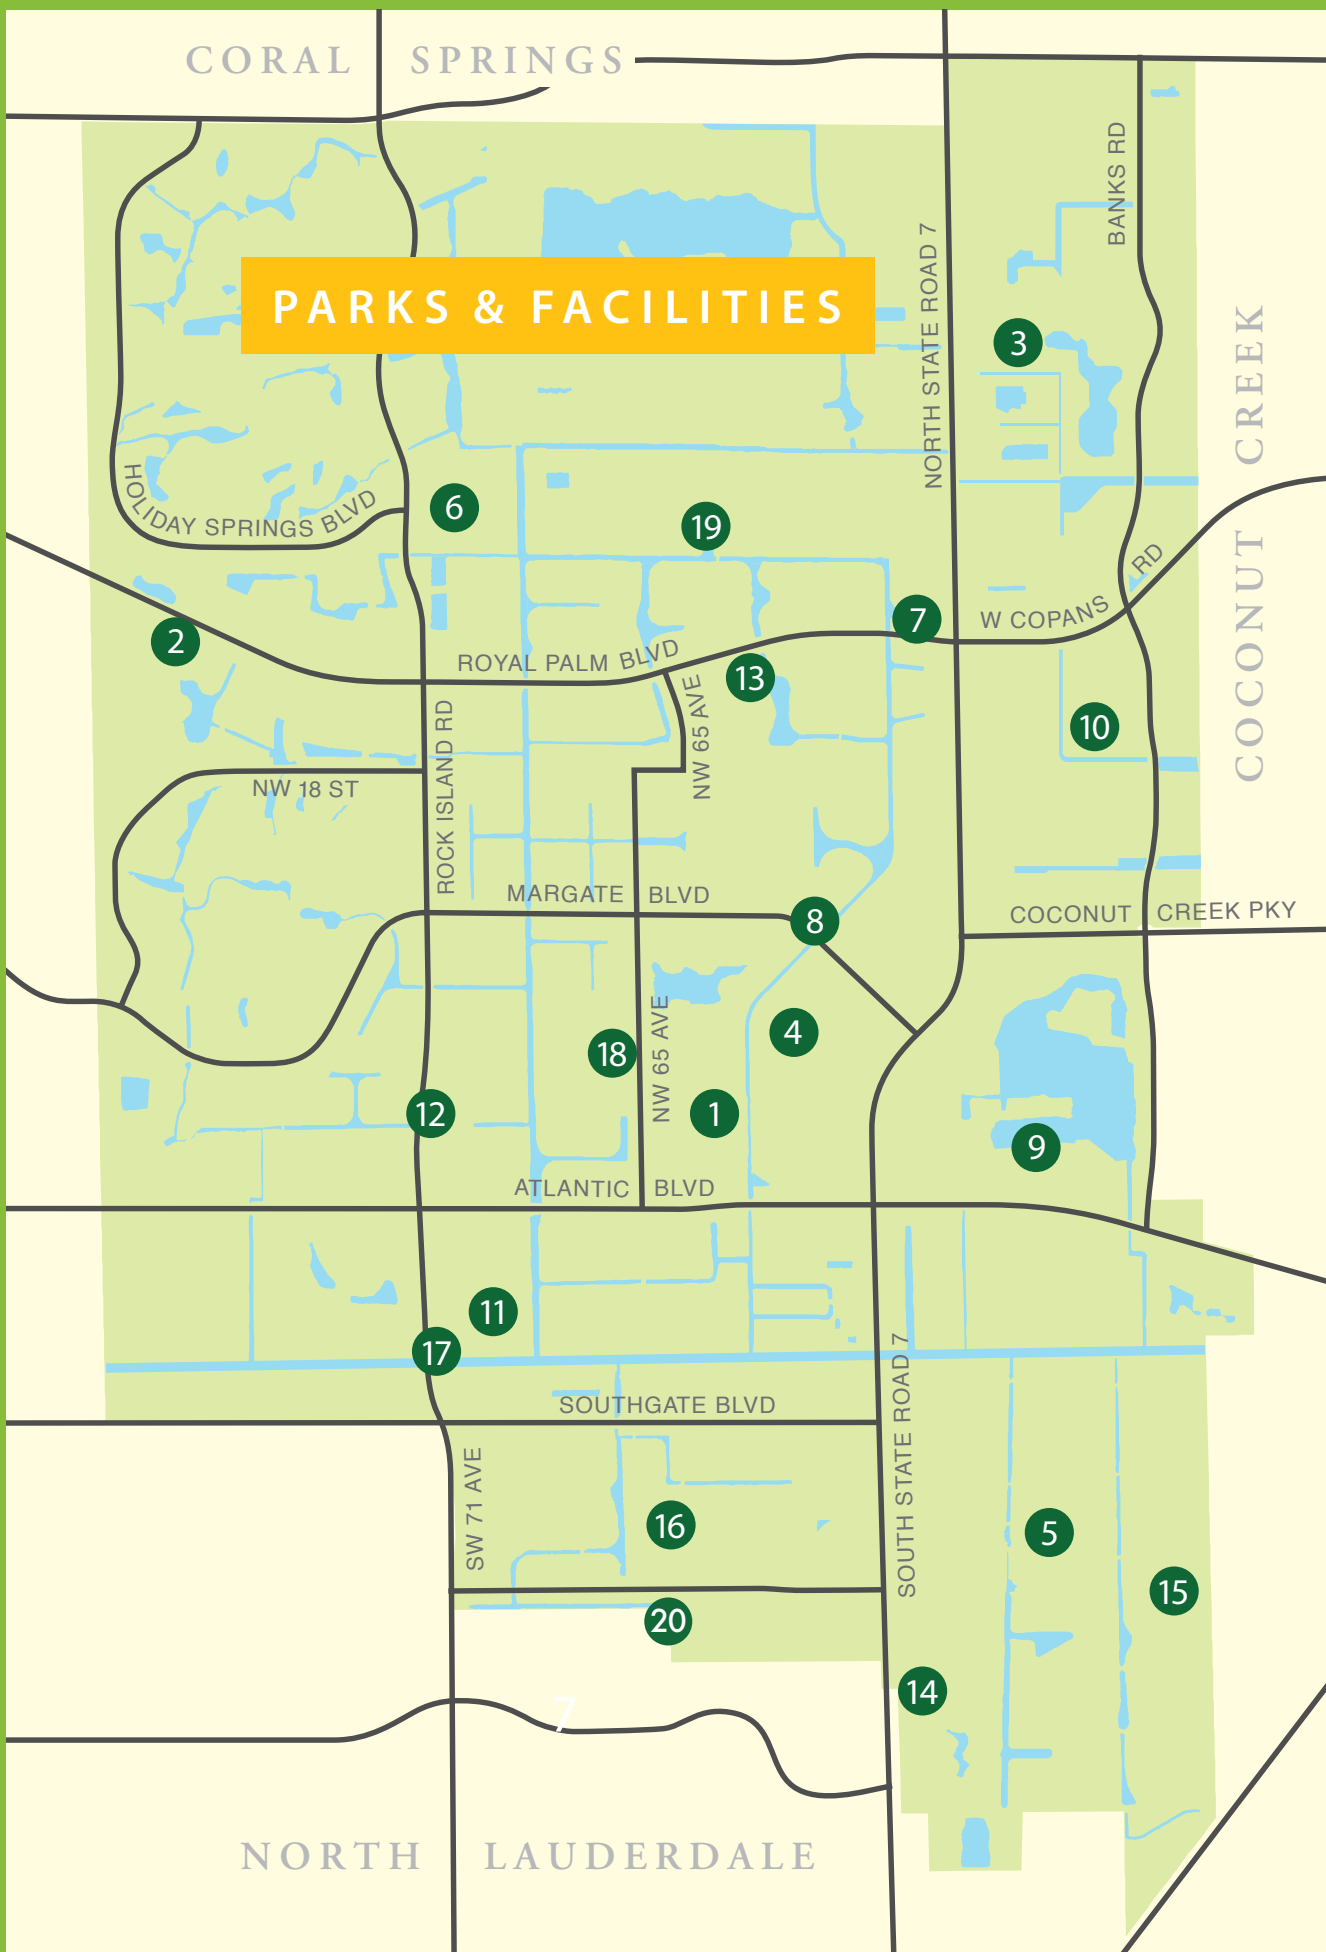 CORAL SPRINGS
BANKS RD
NORTH STATE ROAD 7
PARKS & FACILITIES
3
COCONUT CREEK
HOLIDAY SPRINGS BLVD
6
19
7
W COPANS RD
2
ROYAL PALM BLVD
13
NW 65 AVE
10
ROCK ISLAND RD
NW 18 ST
MARGATE BLVD
8
COCONUT CREEK PKY
4
18
NW 65 AVE
1
12
9
ATLANTIC BLVD
11
17
SOUTH STATE ROAD 7
SOUTHGATE BLVD
SW 71 AVE
16
5
15
20
14
7
NORTH LAUDERDALE